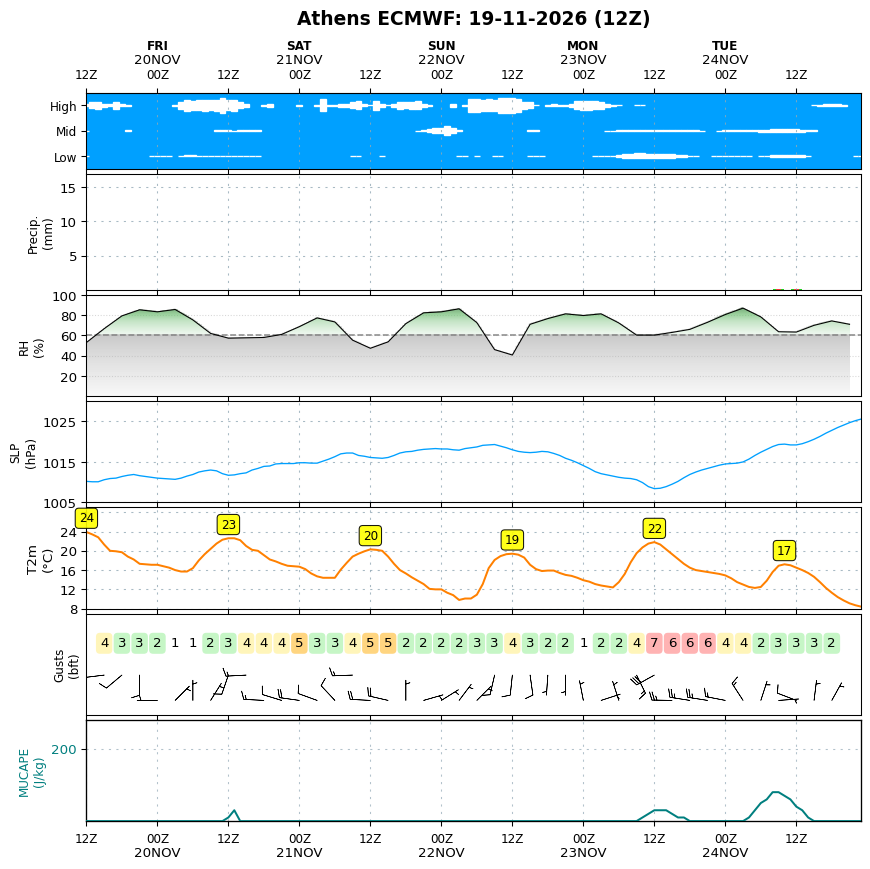 Athens ECMWF: 19-11-2026 (12Z)
FRI SAT SUN MON TUE
20NOV 21NOV 22NOV 23NOV 24NOV
12Z 00Z 12Z 00Z 12Z 00Z 12Z 00Z 12Z 00Z 12Z
High
Mid
Low
Precip.
(mm)
15
10
5
RH
(%)
100
80
60
40
20
SLP
(hPa)
1025
1015
1005
T2m
(°C)
24
20
16
12
8
24 23 20 19 22 17
Gusts
(bft)
4 3 3 2 1 1 2 3 4 4 4 5 3 3 4 5 5 2 2 2 2 3 3 4 3 2 2 1 2 2 4 7 6 6 6 4 4 2 3 3 3 2
MUCAPE
(J/kg)
200
12Z 00Z 12Z 00Z 12Z 00Z 12Z 00Z 12Z 00Z 12Z
20NOV 21NOV 22NOV 23NOV 24NOV